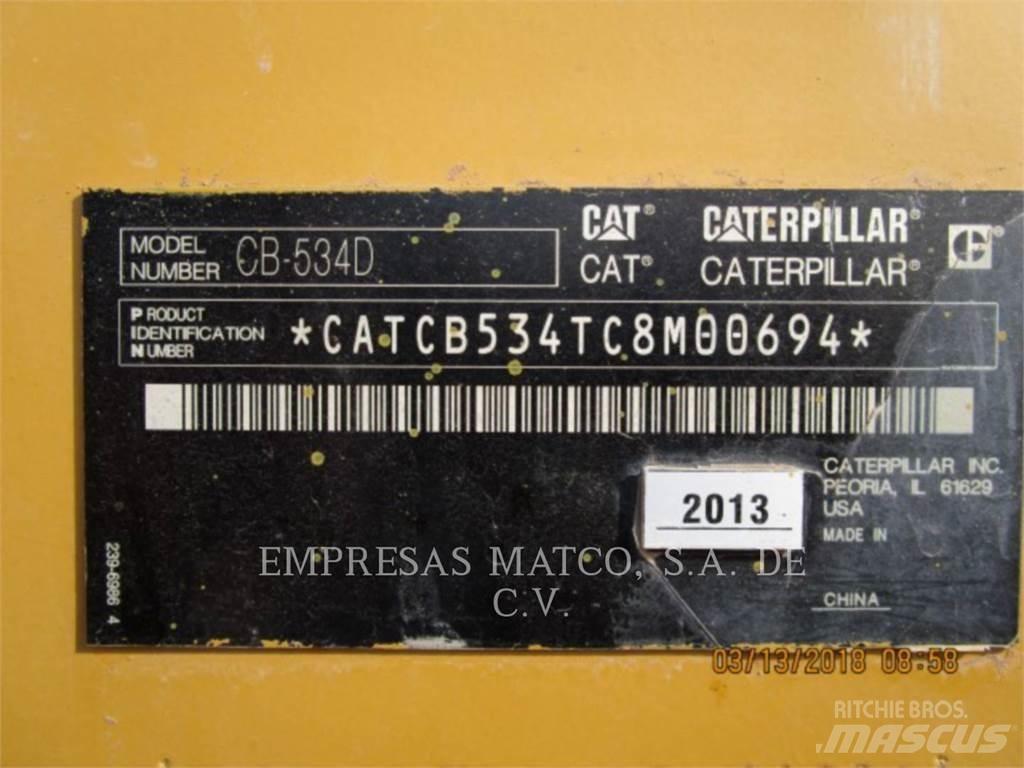 CAT® CATERPILLAR®
CAT® CATERPILLAR®
MODEL
NUMBER CB-534D
PRODUCT
IDENTIFICATION
NUMBER *CATCB534TC8M00694*
2013
CATERPILLAR INC.
PEORIA, IL 61629
USA
MADE IN
CHINA
239-6986 4
EMPRESAS MATCO, S.A. DE
C.V.
03/13/2018 08:58
RITCHIE BROS.
MASCUS